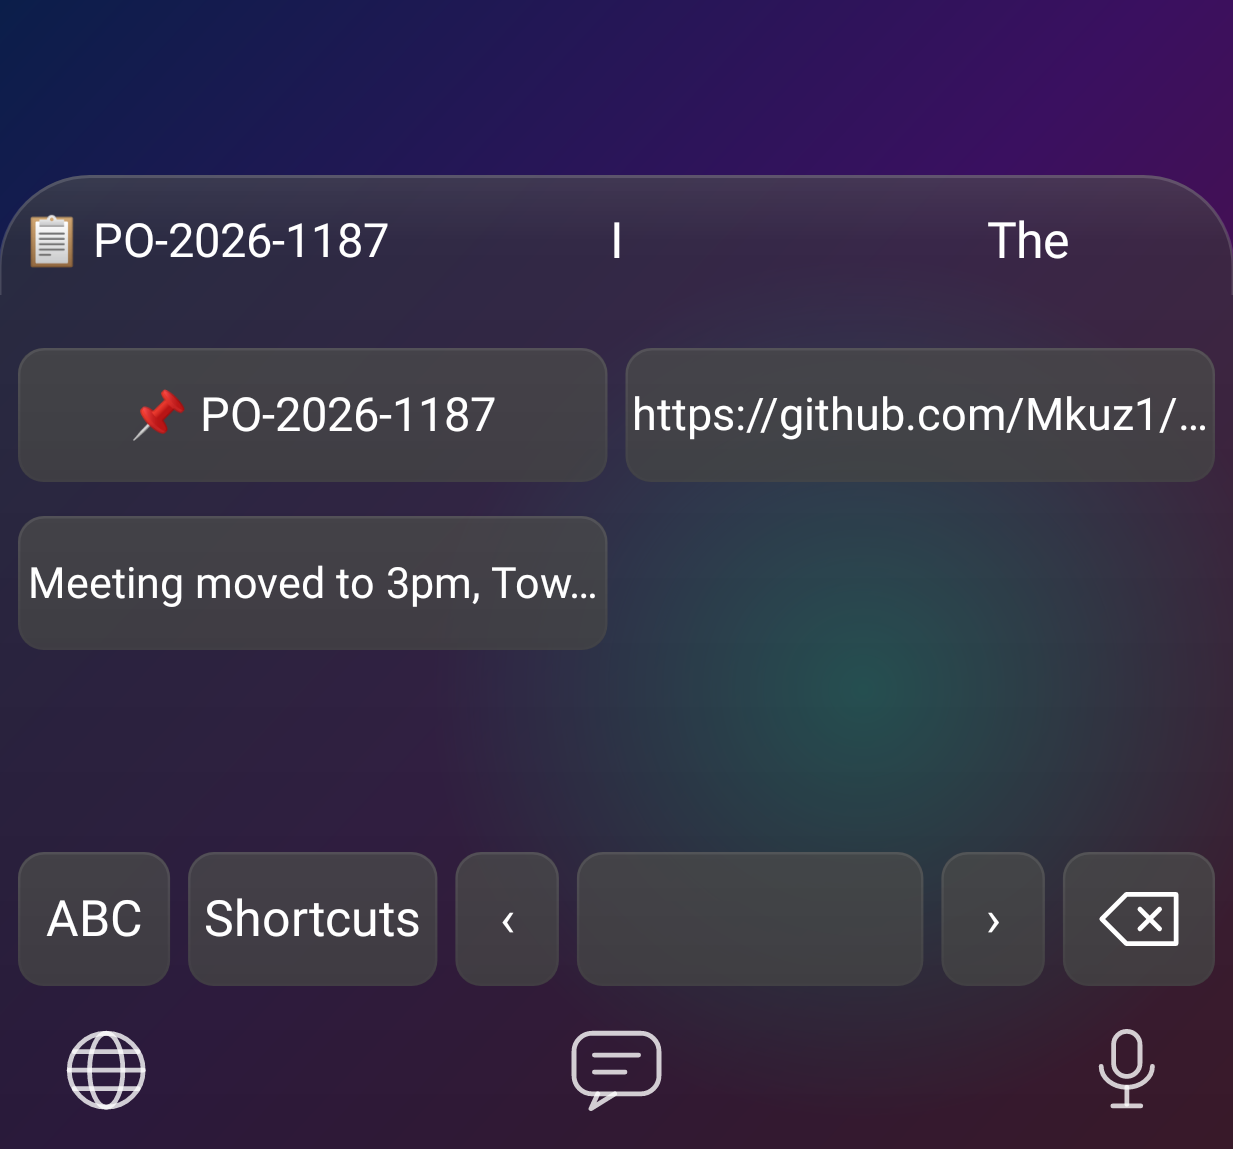 PO-2026-1187 I The
PO-2026-1187 https://github.com/Mkuz1/...
Meeting moved to 3pm, Tow...
ABC Shortcuts ‹ ›